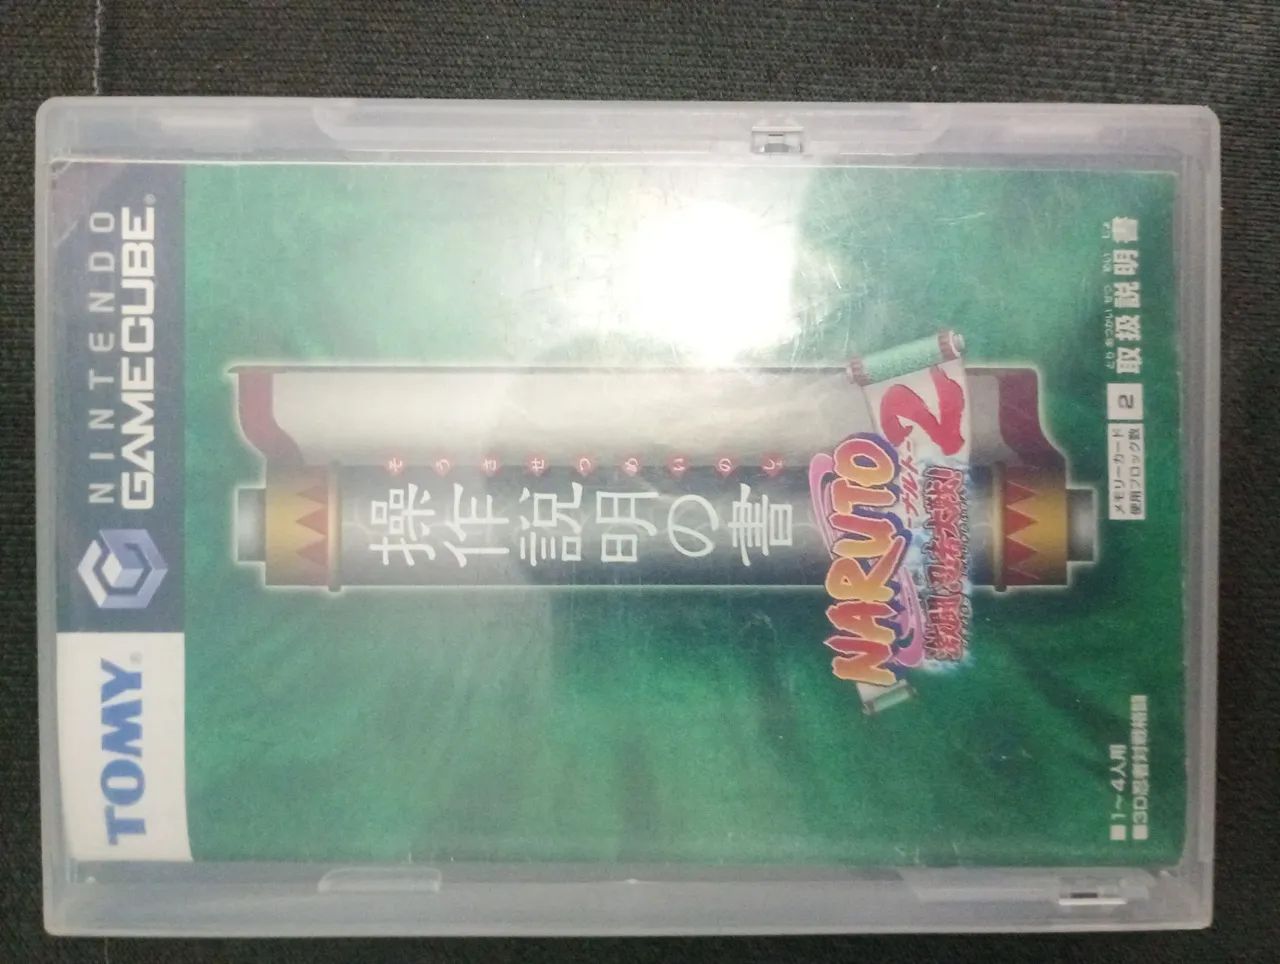 TOMY®
NINTENDO
GAMECUBE®
そうさせつめいのしょ
操作説明の書
NARUTO
ーナルトー
激闘忍者大戦!
2
■1〜4人用
■3D忍者対戦格闘
メモリーカード
使用ブロック数
2
とりあつかいせつめいしょ
取扱説明書